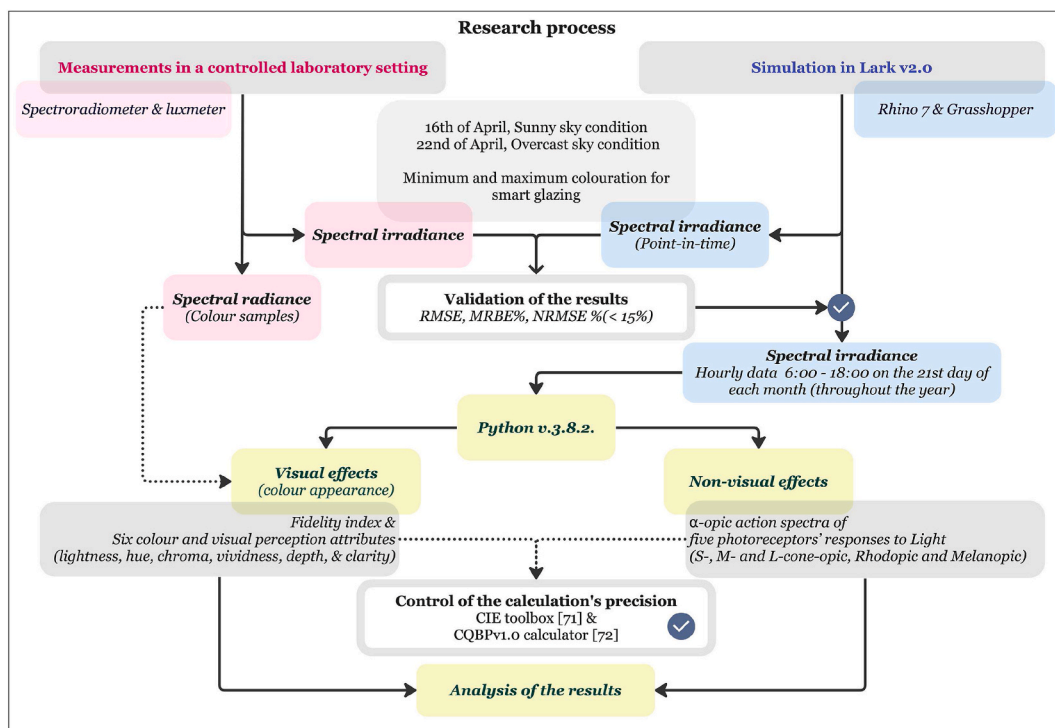 Research process
Measurements in a controlled laboratory setting
Simulation in Lark v2.0
Spectroradiometer & luxmeter
Rhino 7 & Grasshopper
16th of April, Sunny sky condition
22nd of April, Overcast sky condition
Minimum and maximum colouration for
smart glazing
Spectral irradiance
Spectral irradiance
(Point-in-time)
Spectral radiance
(Colour samples)
Validation of the results
RMSE, MRBE%, NRMSE %(< 15%)
Spectral irradiance
Hourly data 6:00 - 18:00 on the 21st day of
each month (throughout the year)
Python v.3.8.2.
Visual effects
(colour appearance)
Non-visual effects
Fidelity index &
Six colour and visual perception attributes
(lightness, hue, chroma, vividness, depth, & clarity)
α-opic action spectra of
five photoreceptors' responses to Light
(S-, M- and L-cone-opic, Rhodopic and Melanopic)
Control of the calculation's precision
CIE toolbox [71] &
CQBPv1.0 calculator [72]
Analysis of the results